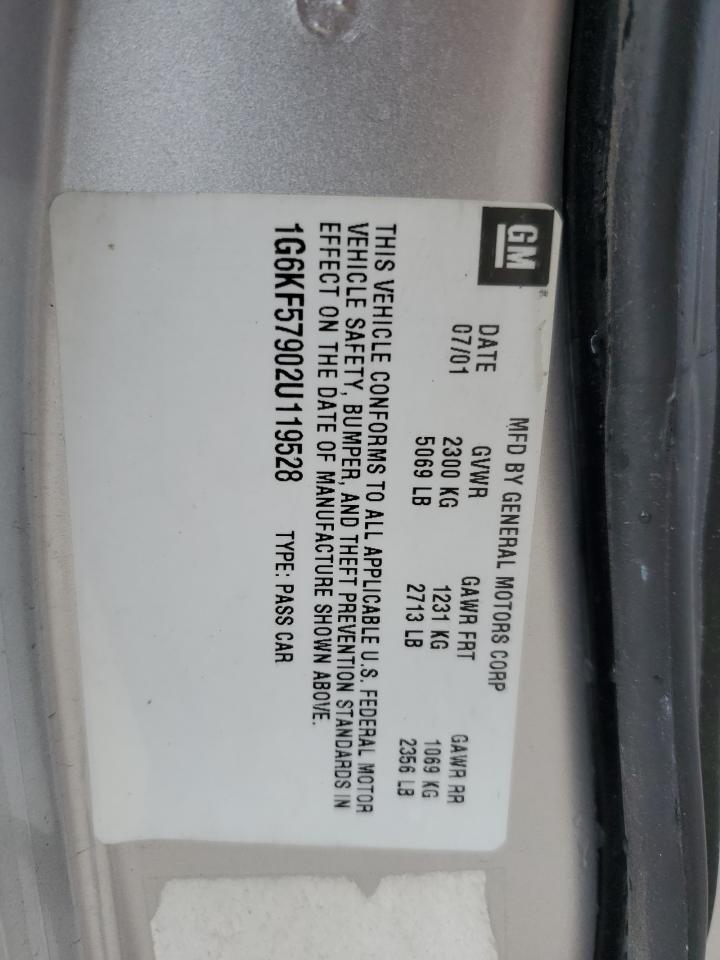 GM
MFD BY GENERAL MOTORS CORP
DATE GVWR GAWR FRT GAWR RR
07/01 2300 KG 1231 KG 1069 KG
5069 LB 2713 LB 2356 LB
THIS VEHICLE CONFORMS TO ALL APPLICABLE U.S. FEDERAL MOTOR
VEHICLE SAFETY, BUMPER, AND THEFT PREVENTION STANDARDS IN
EFFECT ON THE DATE OF MANUFACTURE SHOWN ABOVE.
1G6KF57902U119528 TYPE: PASS CAR